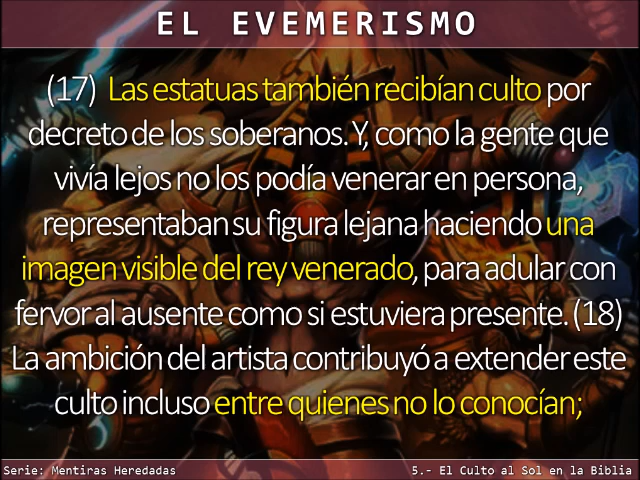 EL EVEMERISMO
(17) Las estatuas también recibían culto por
decreto de los soberanos. Y, como la gente que
vivía lejos no los podía venerar en persona,
representaban su figura lejana haciendo una
imagen visible del rey venerado, para adular con
fervor al ausente como si estuviera presente. (18)
La ambición del artista contribuyó a extender este
culto incluso entre quienes no lo conocían;
Serie: Mentiras Heredadas
5.- El Culto al Sol en la Biblia